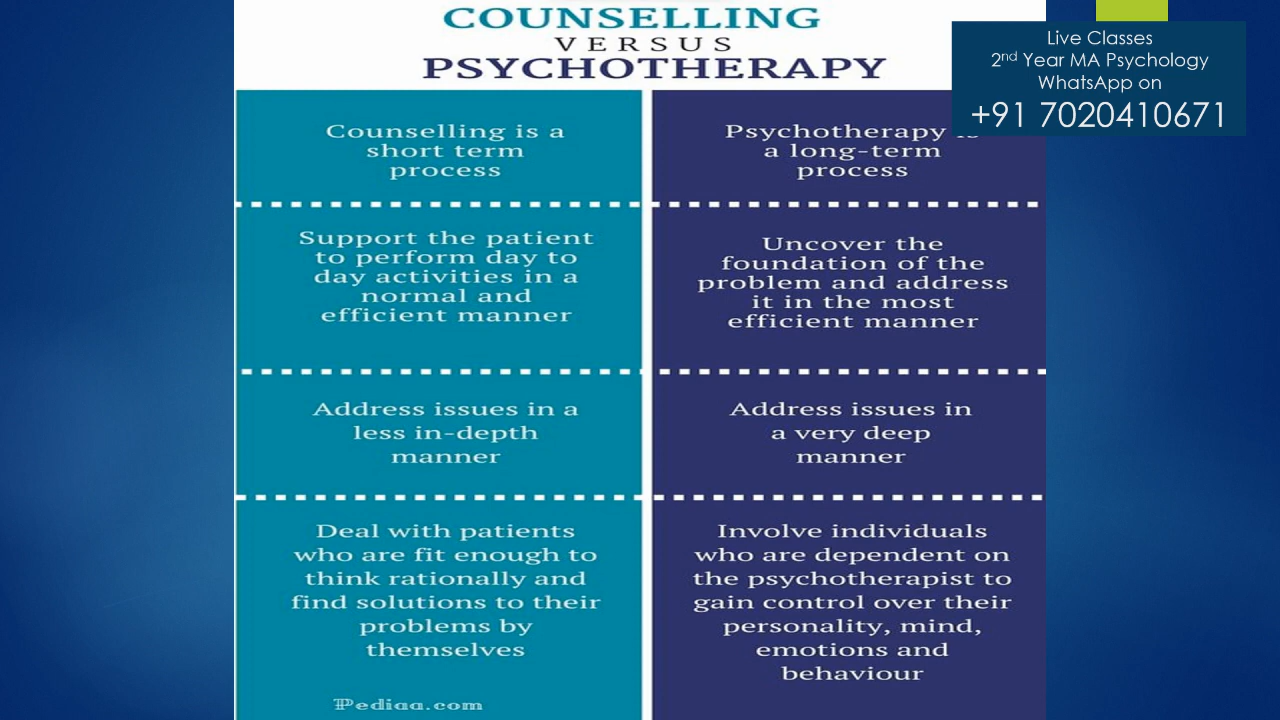 COUNSELLING
VERSUS
PSYCHOTHERAPY
Live Classes
2nd Year MA Psychology
WhatsApp on
+91 7020410671
Counselling is a
short term
process
Psychotherapy is
a long-term
process
Support the patient
to perform day to
day activities in a
normal and
efficient manner
Uncover the
foundation of the
problem and address
it in the most
efficient manner
Address issues in a
less in-depth
manner
Address issues in
a very deep
manner
Deal with patients
who are fit enough to
think rationally and
find solutions to their
problems by
themselves
Involve individuals
who are dependent on
the psychotherapist to
gain control over their
personality, mind,
emotions and
behaviour
Pediaa.com